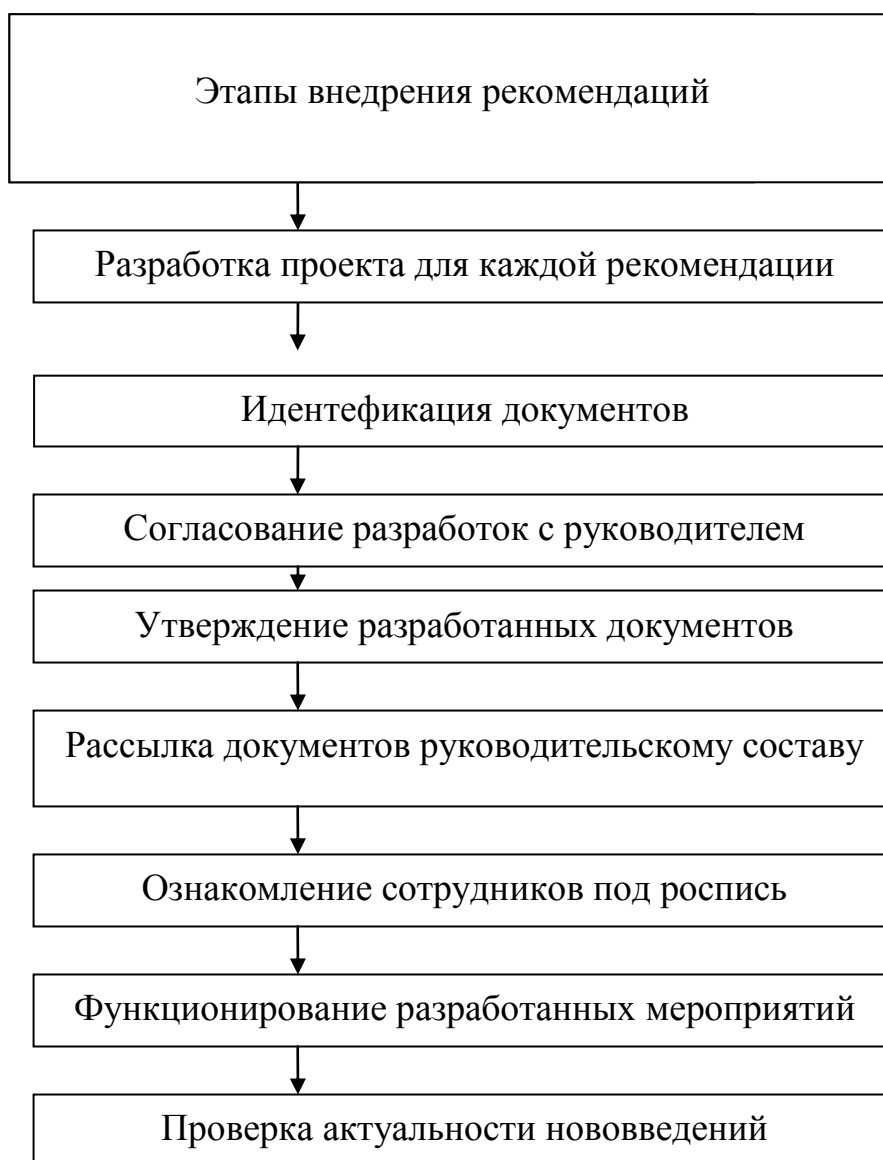 Этапы внедрения рекомендаций
Разработка проекта для каждой рекомендации
Идентефикация документов
Согласование разработок с руководителем
Утверждение разработанных документов
Рассылка документов руководительскому составу
Ознакомление сотрудников под роспись
Функционирование разработанных мероприятий
Проверка актуальности нововведений